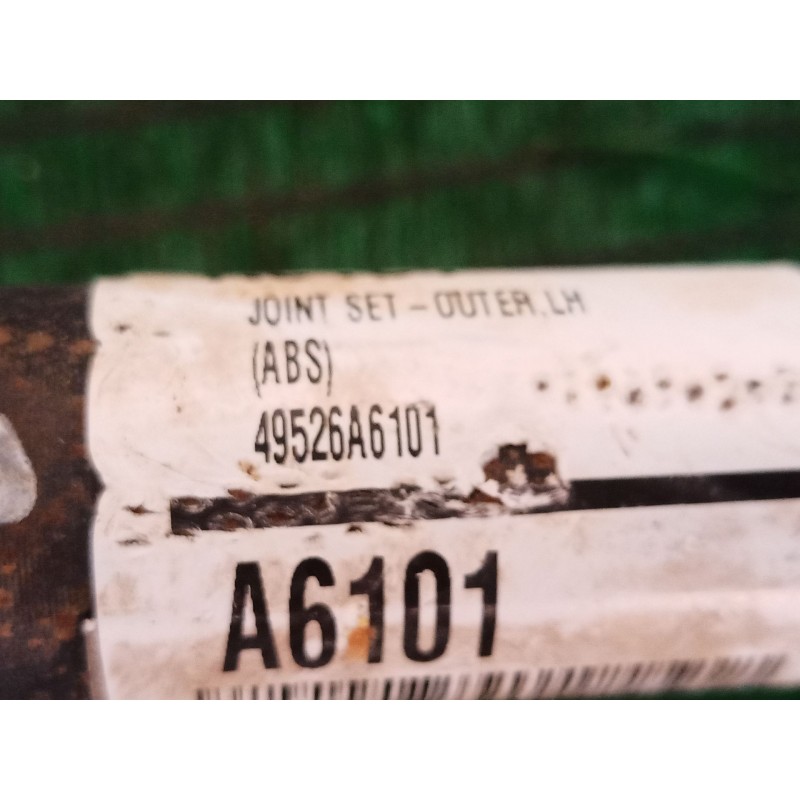 JOINT SET-OUTER,LH
(ABS)
49526A6101
A6101